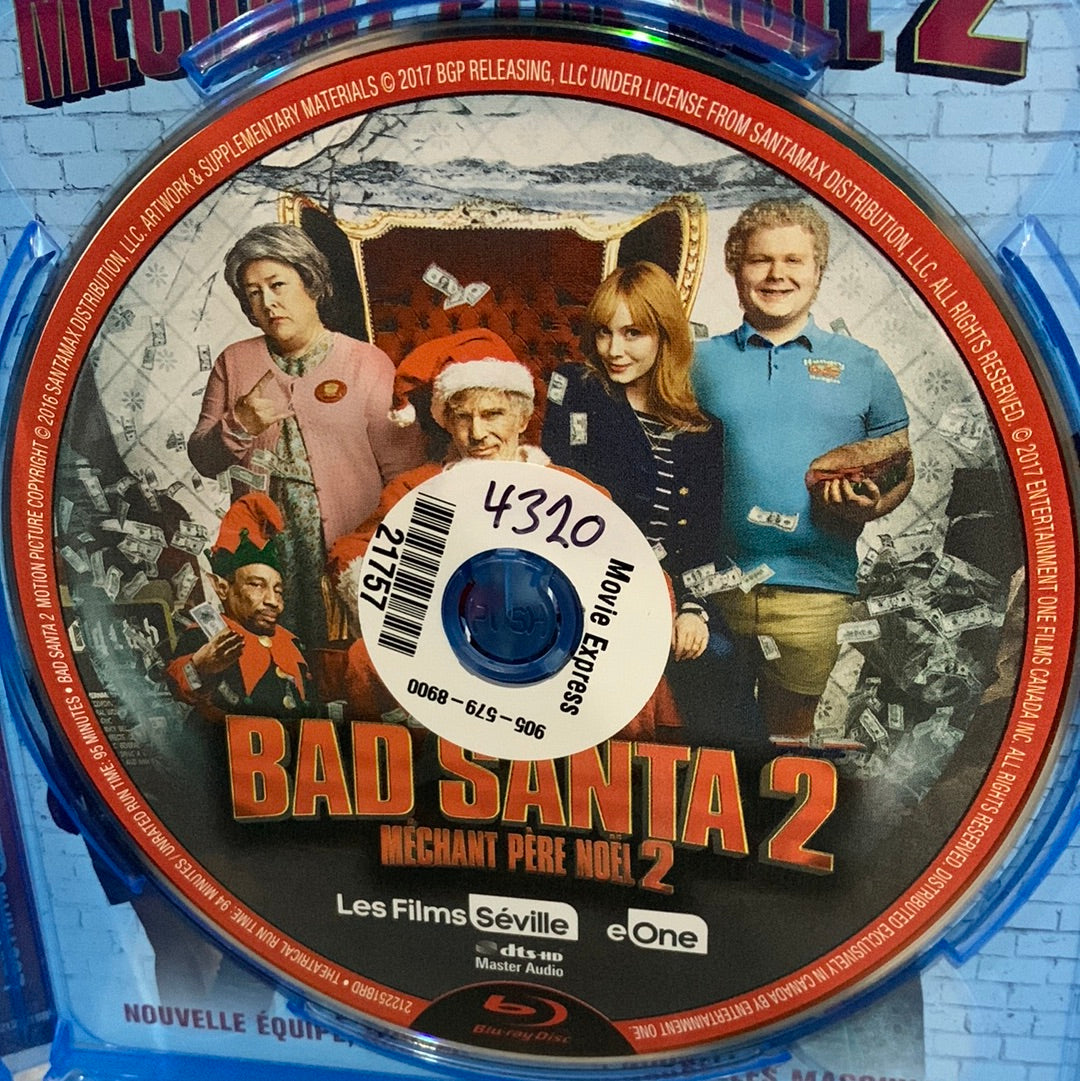 MÉCHANT PÈRE NOËL 2
2122251BRD • THEATRICAL RUN TIME: 94 MINUTES / UNRATED RUN TIME: 95 MINUTES • BAD SANTA 2 MOTION PICTURE COPYRIGHT © 2016 SANTAMAX DISTRIBUTION, LLC. ARTWORK & SUPPLEMENTARY MATERIALS © 2017 BGP RELEASING, LLC UNDER LICENSE FROM SANTAMAX DISTRIBUTION, LLC. ALL RIGHTS RESERVED. © 2017 ENTERTAINMENT ONE FILMS CANADA INC. ALL RIGHTS RESERVED. DISTRIBUTED EXCLUSIVELY IN CANADA BY ENTERTAINMENT ONE.
4320
21757
Movie Express
905-579-8900
BAD SANTA 2
MÉCHANT PÈRE NOËL 2
Les Films Séville
eOne
dts-HD
Master Audio
Blu-ray Disc
NOUVELLE ÉQUIPE,